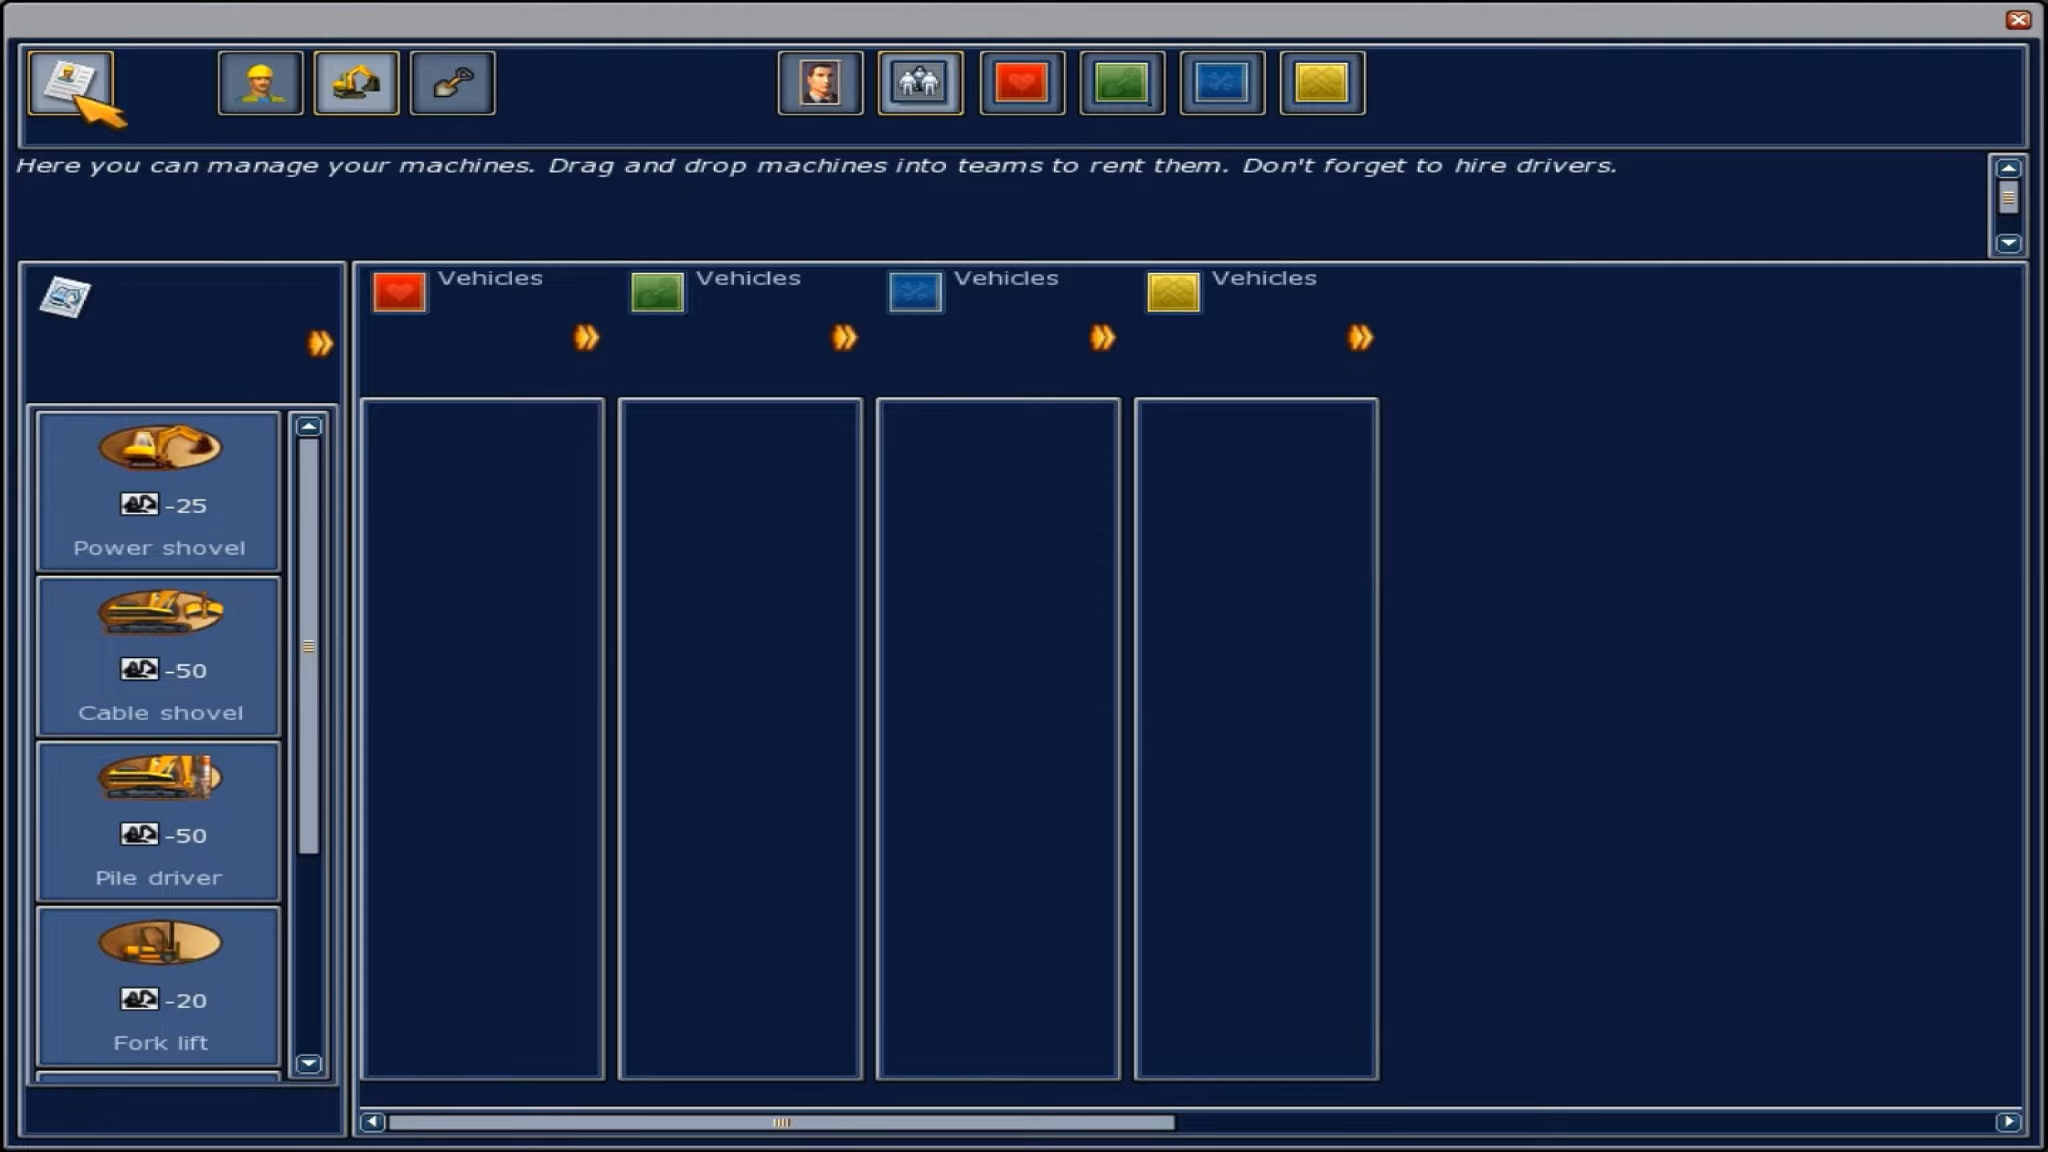 Here you can manage your machines. Drag and drop machines into teams to rent them. Don't forget to hire drivers.
Vehicles
Vehicles
Vehicles
Vehicles
-25
Power shovel
-50
Cable shovel
-50
Pile driver
-20
Fork lift